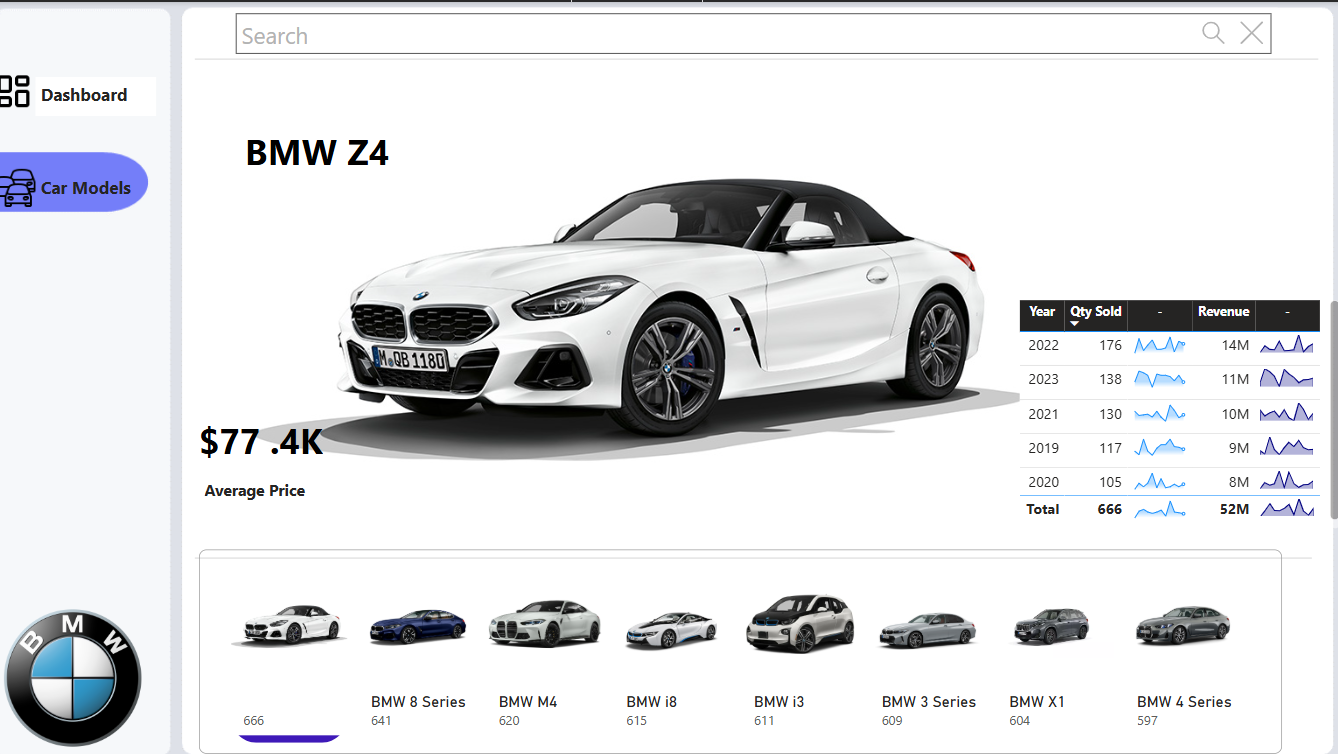 Search
Dashboard
Car Models
BMW Z4
$77 .4K
Average Price
Year Qty Sold - Revenue -
2022 176 14M
2023 138 11M
2021 130 10M
2019 117 9M
2020 105 8M
Total 666 52M
M QB 1180
BMW
666
BMW 8 Series
641
BMW M4
620
BMW i8
615
BMW i3
611
BMW 3 Series
609
BMW X1
604
BMW 4 Series
597